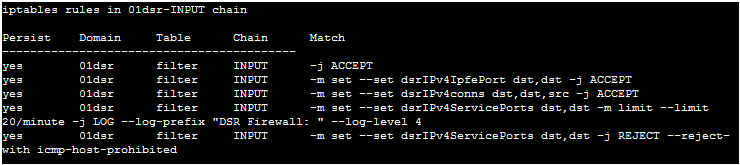 iptables rules in 01dsr-INPUT chain
Persist Domain Table Chain Match
----------------------------------------
yes 01dsr filter INPUT -j ACCEPT
yes 01dsr filter INPUT -m set --set dsrIPv4IpfePort dst,dst -j ACCEPT
yes 01dsr filter INPUT -m set --set dsrIPv4conns dst,dst,src -j ACCEPT
yes 01dsr filter INPUT -m set --set dsrIPv4ServicePorts dst,dst -m limit --limit
20/minute -j LOG --log-prefix "DSR Firewall: " --log-level 4
yes 01dsr filter INPUT -m set --set dsrIPv4ServicePorts dst,dst -j REJECT --reject-
with icmp-host-prohibited